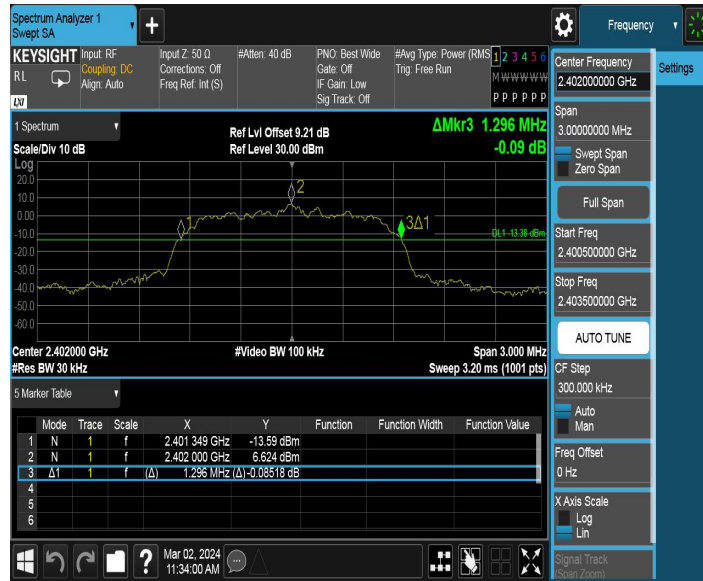 Spectrum Analyzer 1
Swept SA
+
Frequency
KEYSIGHT
RL
LXI
Input: RF
Coupling: DC
Align: Auto
Input Z: 50 Ω
Corrections: Off
Freq Ref: Int (S)
#Atten: 40 dB
PNO: Best Wide
Gate: Off
IF Gain: Low
Sig Track: Off
#Avg Type: Power (RMS
Trig: Free Run
1 2 3 4 5 6
M W W W W W
P P P P P P
1 Spectrum
Scale/Div 10 dB
Ref Lvl Offset 9.21 dB
Ref Level 30.00 dBm
ΔMkr3 1.296 MHz
-0.09 dB
Log
20.0
10.0
0.00
-10.0
-20.0
-30.0
-40.0
-50.0
-60.0
1
2
3Δ1
DL1 -13.38 dBm
Center 2.402000 GHz
#Res BW 30 kHz
#Video BW 100 kHz
Span 3.000 MHz
Sweep 3.20 ms (1001 pts)
5 Marker Table
Mode Trace Scale X Y Function Function Width Function Value
1 N 1 f 2.401 349 GHz -13.59 dBm
2 N 1 f 2.402 000 GHz 6.624 dBm
3 Δ1 1 f (Δ) 1.296 MHz (Δ) -0.08518 dB
4
5
6
Mar 02, 2024
11:34:00 AM
?
Settings
Center Frequency
2.402000000 GHz
Span
3.00000000 MHz
Swept Span
Zero Span
Full Span
Start Freq
2.400500000 GHz
Stop Freq
2.403500000 GHz
AUTO TUNE
CF Step
300.000 kHz
Auto
Man
Freq Offset
0 Hz
X Axis Scale
Log
Lin
Signal Track
(Span Zoom)